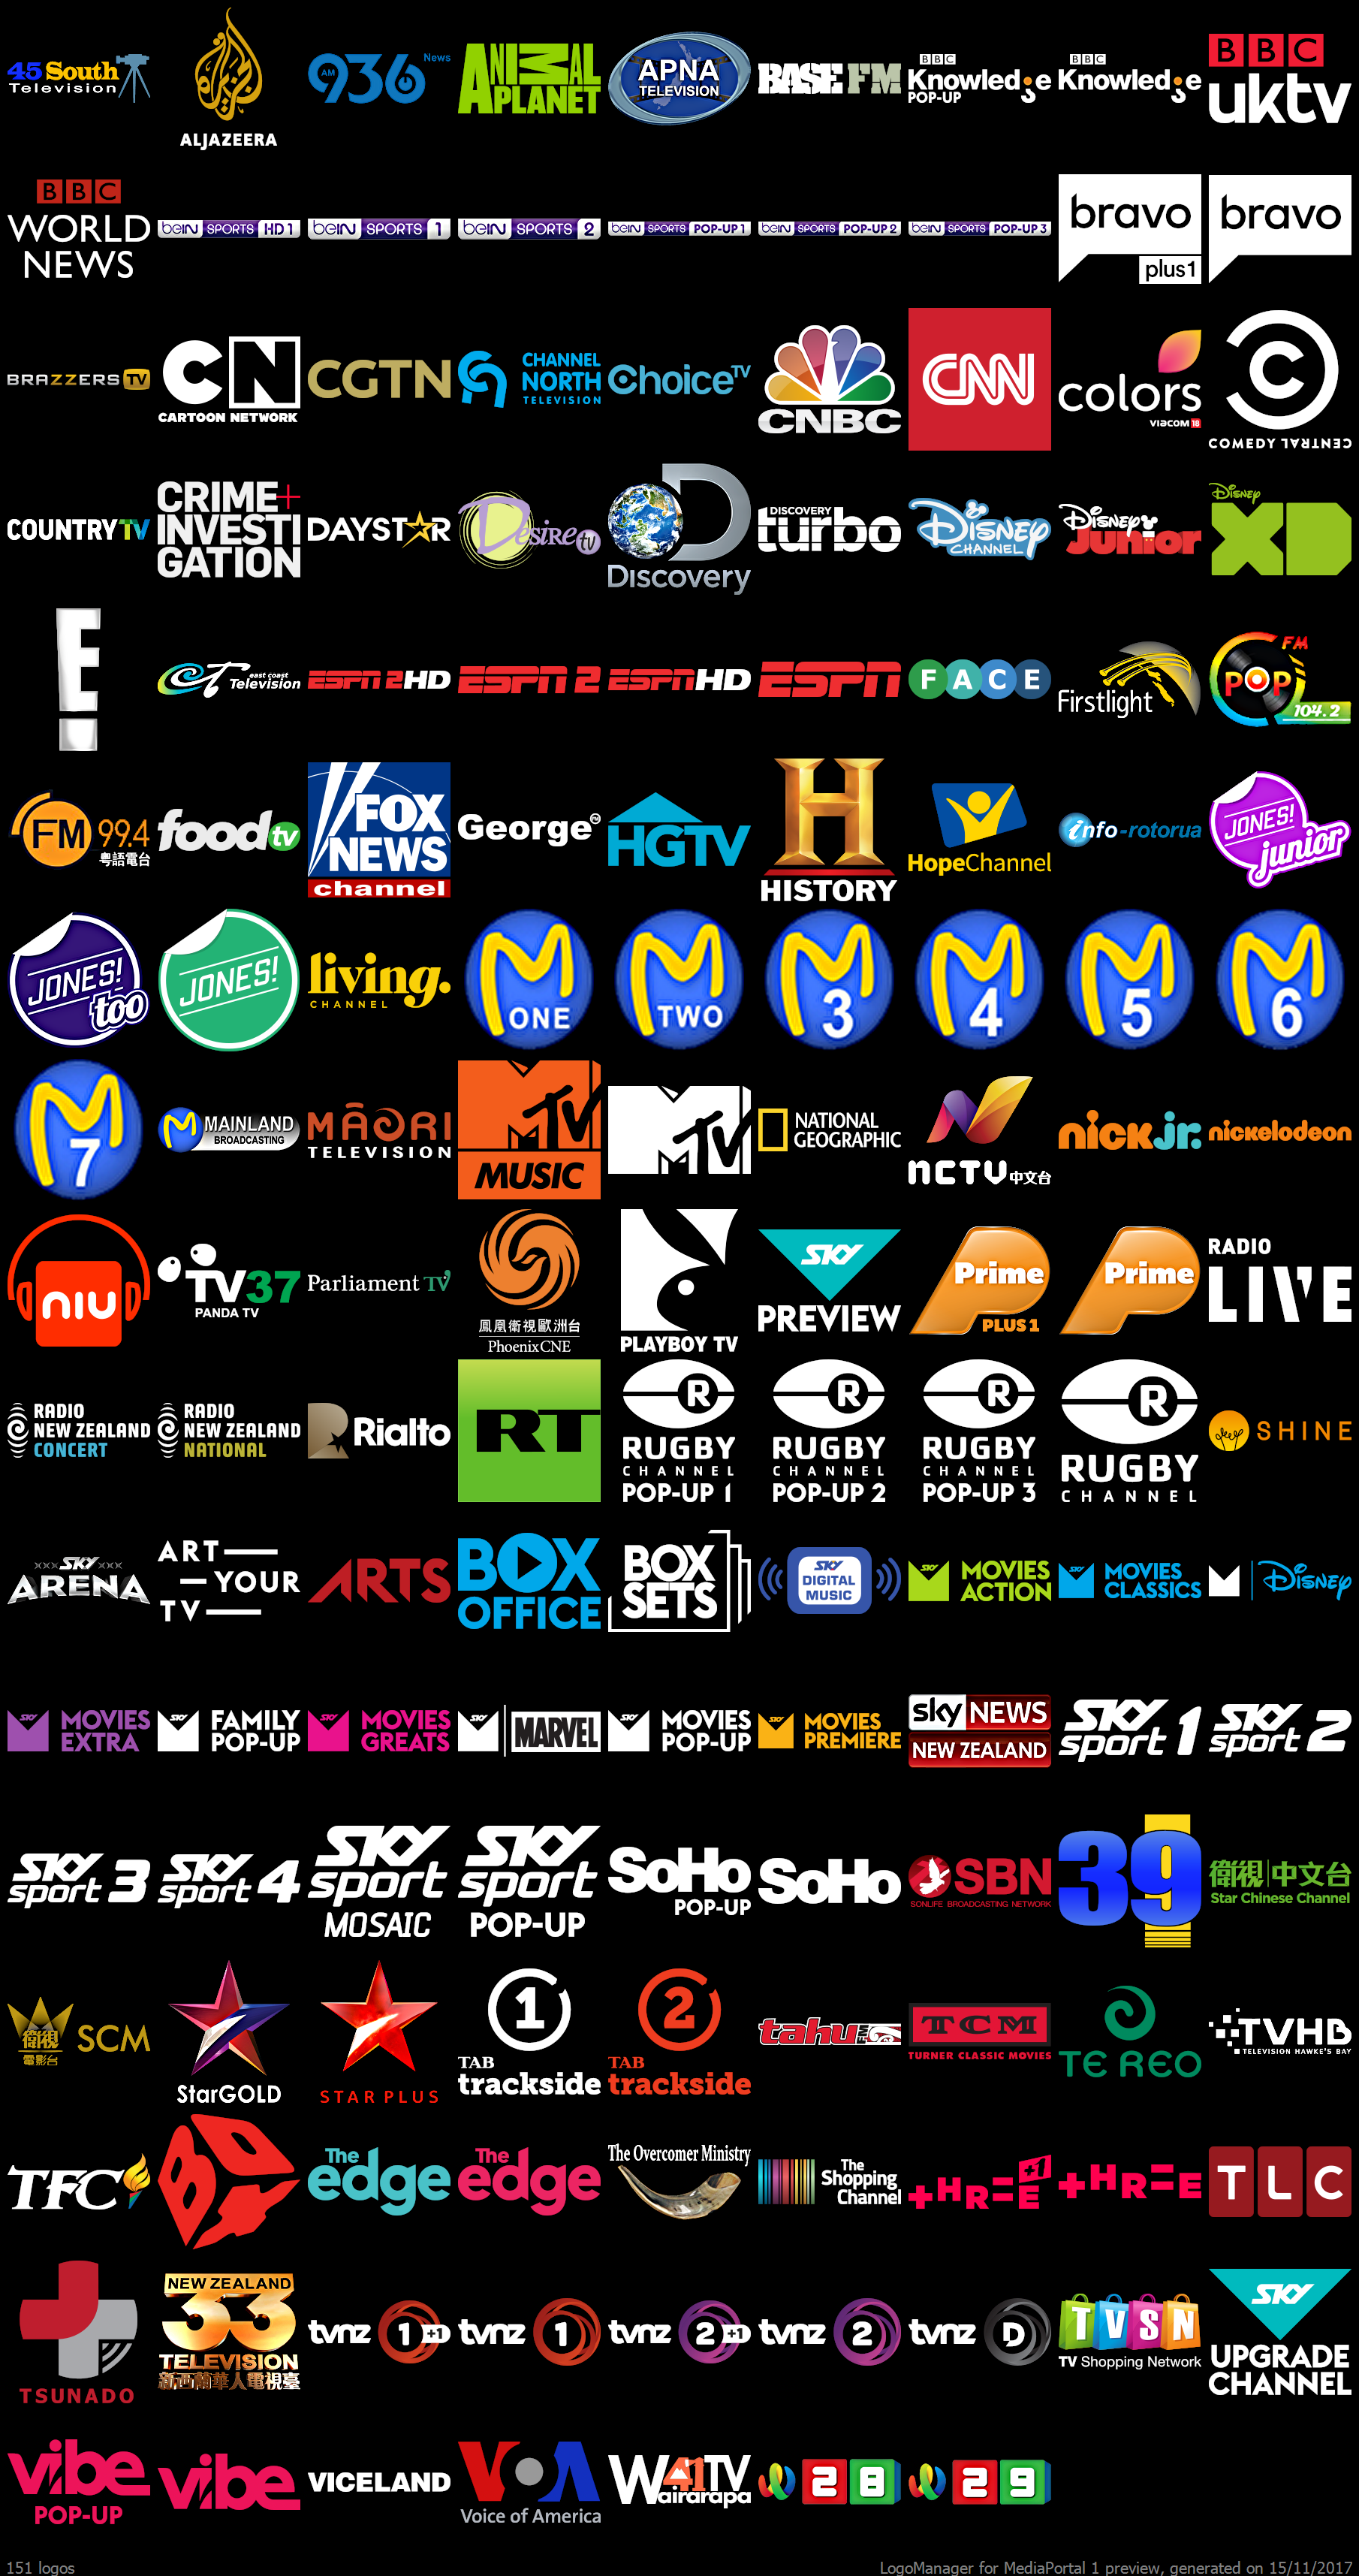 45 South
Television
ALJAZEERA
AM 936 News
ANIMAL
PLANET
APNA
TELEVISION
BASE FM
BBC
Knowledge
POP-UP
BBC
Knowledge
BBC
uktv
BBC
WORLD
NEWS
beIN SPORTS HD 1
beIN SPORTS 1
beIN SPORTS 2
beIN SPORTS POP-UP 1
beIN SPORTS POP-UP 2
beIN SPORTS POP-UP 3
bravo
plus1
bravo
BRAZZERS TV
CN
CARTOON NETWORK
CGTN
CHANNEL
NORTH
TELEVISION
Choice TV
CNBC
CNN
colors
VIACOM 18
COMEDY CENTRAL
COUNTRY TV
CRIME+
INVESTI
GATION
DAYSTAR
Desire tv
Discovery
DISCOVERY
turbo
Disney
CHANNEL
Disney
Junior
Disney
XD
E!
east coast
Television
ESPN 2 HD
ESPN 2
ESPN HD
ESPN
FACE
Firstlight
FM
POP
104.2
FM 99.4
粵語電台
food tv
FOX
NEWS
channel
George FM
HGTV
H
HISTORY
HopeChannel
info-rotorua
JONES!
junior
JONES!
too
JONES!
living.
CHANNEL
M
ONE
M
TWO
M
3
M
4
M
5
M
6
M
7
M MAINLAND
BROADCASTING
MĀORI
TELEVISION
MTV
MUSIC
MTV
NATIONAL
GEOGRAPHIC
NCTV 中文台
nick jr.
nickelodeon
niu
TV37
PANDA TV
Parliament TV
鳳凰衛視歐洲台
PhoenixCNE
PLAYBOY TV
SKY
PREVIEW
Prime
PLUS 1
Prime
RADIO
LIVE
RADIO
NEW ZEALAND
CONCERT
RADIO
NEW ZEALAND
NATIONAL
Rialto
RT
R
RUGBY
CHANNEL
POP-UP 1
R
RUGBY
CHANNEL
POP-UP 2
R
RUGBY
CHANNEL
POP-UP 3
R
RUGBY
CHANNEL
SHINE
xxx SKY xxx
ARENA
ART
YOUR
TV
ARTS
BOX
OFFICE
BOX
SETS
SKY
DIGITAL
MUSIC
SKY
MOVIES
ACTION
SKY
MOVIES
CLASSICS
Disney
SKY
MOVIES
EXTRA
SKY
FAMILY
POP-UP
SKY
MOVIES
GREATS
SKY
MARVEL
SKY
MOVIES
POP-UP
SKY
MOVIES
PREMIERE
sky NEWS
NEW ZEALAND
SKY
sport 1
SKY
sport 2
SKY
sport 3
SKY
sport 4
SKY
sport
MOSAIC
SKY
sport
POP-UP
SoHo
POP-UP
SoHo
SBN
SONLIFE BROADCASTING NETWORK
39
衛視 中文台
Star Chinese Channel
衛視
電影台
SCM
StarGOLD
STAR PLUS
1
TAB
trackside
2
TAB
trackside
tahu FM
TCM
TURNER CLASSIC MOVIES
TE REO
TVHB
TELEVISION HAWKE'S BAY
TFC
The
edge
The
edge
The Overcomer Ministry
The
Shopping
Channel
+HR=E +1
+HR=E
TLC
TSUNADO
NEW ZEALAND
33
TELEVISION
新西蘭華人電視臺
tvnz 1 +1
tvnz 1
tvnz 2 +1
tvnz 2
tvnz D
TVSN
TV Shopping Network
SKY
UPGRADE
CHANNEL
vibe
POP-UP
vibe
VICELAND
VOA
Voice of America
W 41 TV
airarapa
28
29
151 logos
LogoManager for MediaPortal 1 preview, generated on 15/11/2017